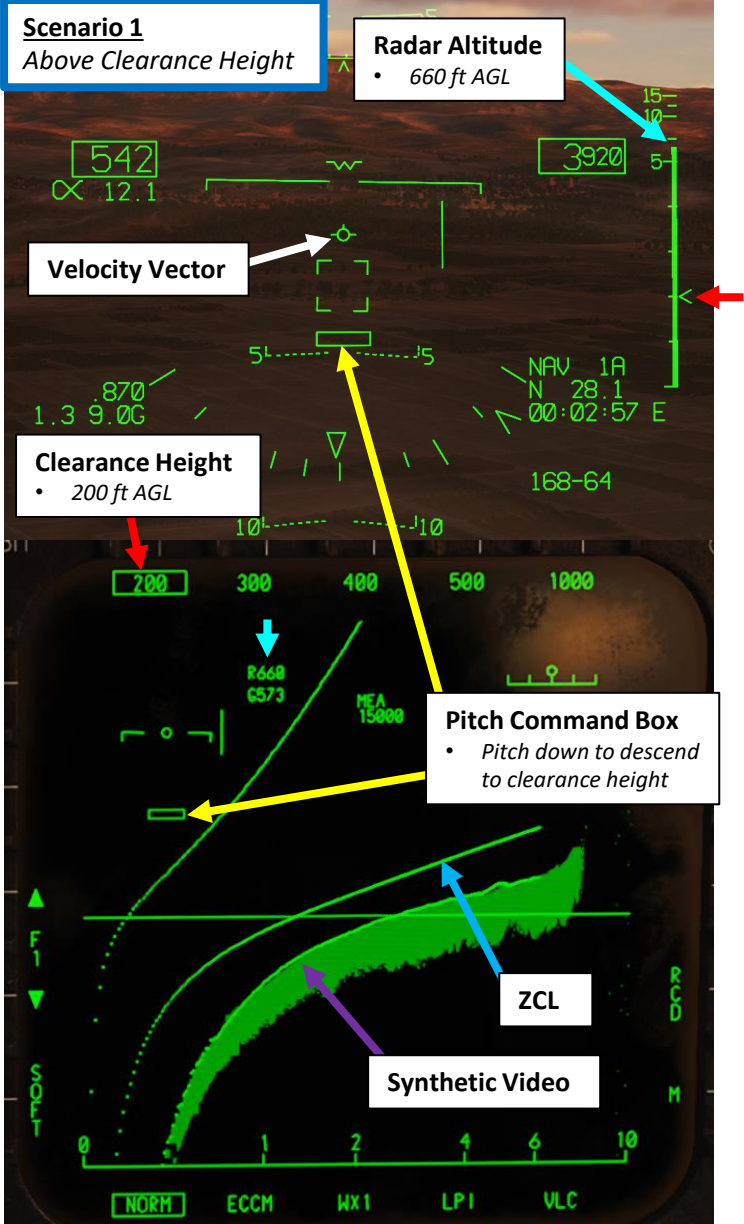 Scenario 1
Above Clearance Height
5
Radar Altitude
• 660 ft AGL
15
10
5
542
α 12.1
3920
Velocity Vector
5 5
.870
1.3 9.0G
NAV 1A
N 28.1
00:02:57 E
Clearance Height
• 200 ft AGL
168-64
10 10
200 300 400 500 1000
R660
G573
MEA
15000
Pitch Command Box
• Pitch down to descend
to clearance height
F1
ZCL
RCD
Synthetic Video
SOFT
M
0 1 2 4 6 10
NORM ECCM WX1 LPI VLC